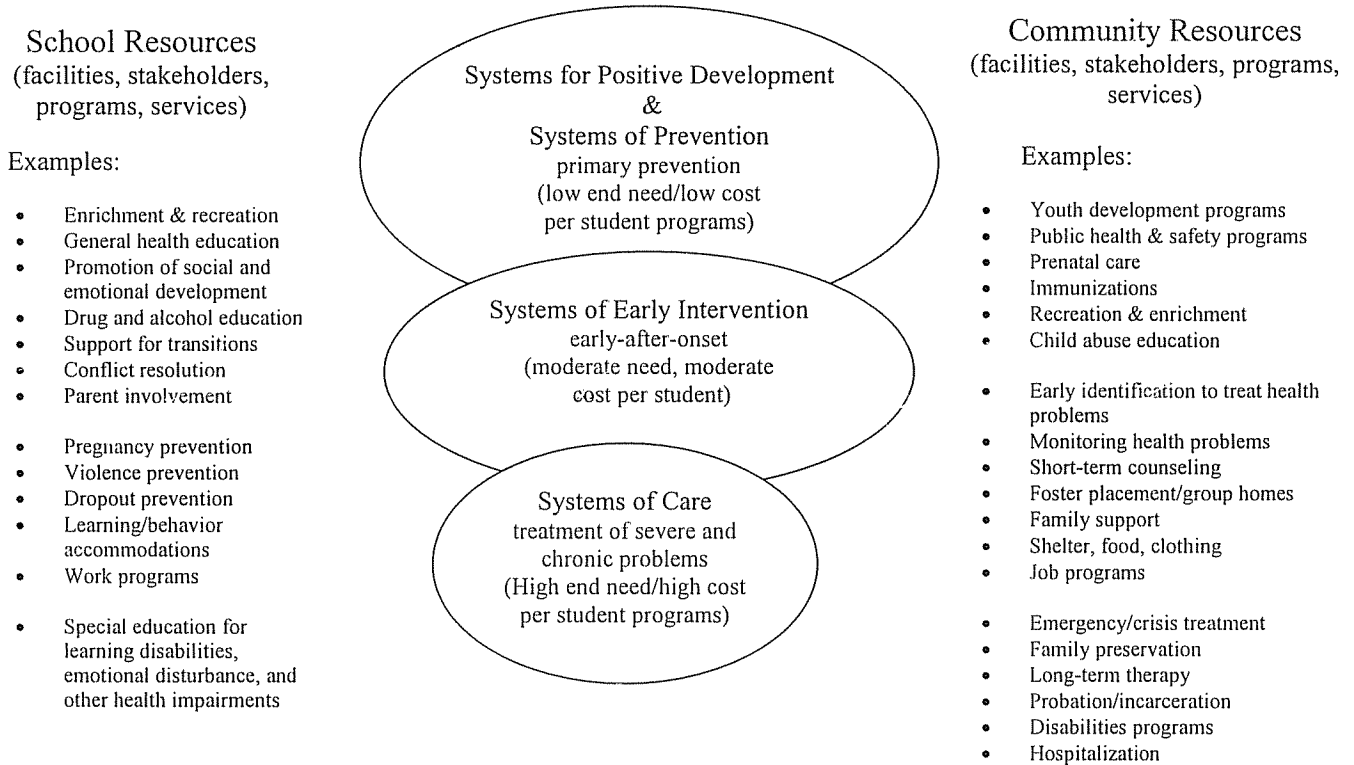 School Resources
(facilities, stakeholders,
programs, services)
Examples:
• Enrichment & recreation
• General health education
• Promotion of social and
emotional development
• Drug and alcohol education
• Support for transitions
• Conflict resolution
• Parent involvement
• Pregnancy prevention
• Violence prevention
• Dropout prevention
• Learning/behavior
accommodations
• Work programs
• Special education for
learning disabilities,
emotional disturbance, and
other health impairments
Systems for Positive Development
&
Systems of Prevention
primary prevention
(low end need/low cost
per student programs)
Systems of Early Intervention
early-after-onset
(moderate need, moderate
cost per student)
Systems of Care
treatment of severe and
chronic problems
(High end need/high cost
per student programs)
Community Resources
(facilities, stakeholders, programs,
services)
Examples:
• Youth development programs
• Public health & safety programs
• Prenatal care
• Immunizations
• Recreation & enrichment
• Child abuse education
• Early identification to treat health
problems
• Monitoring health problems
• Short-term counseling
• Foster placement/group homes
• Family support
• Shelter, food, clothing
• Job programs
• Emergency/crisis treatment
• Family preservation
• Long-term therapy
• Probation/incarceration
• Disabilities programs
• Hospitalization